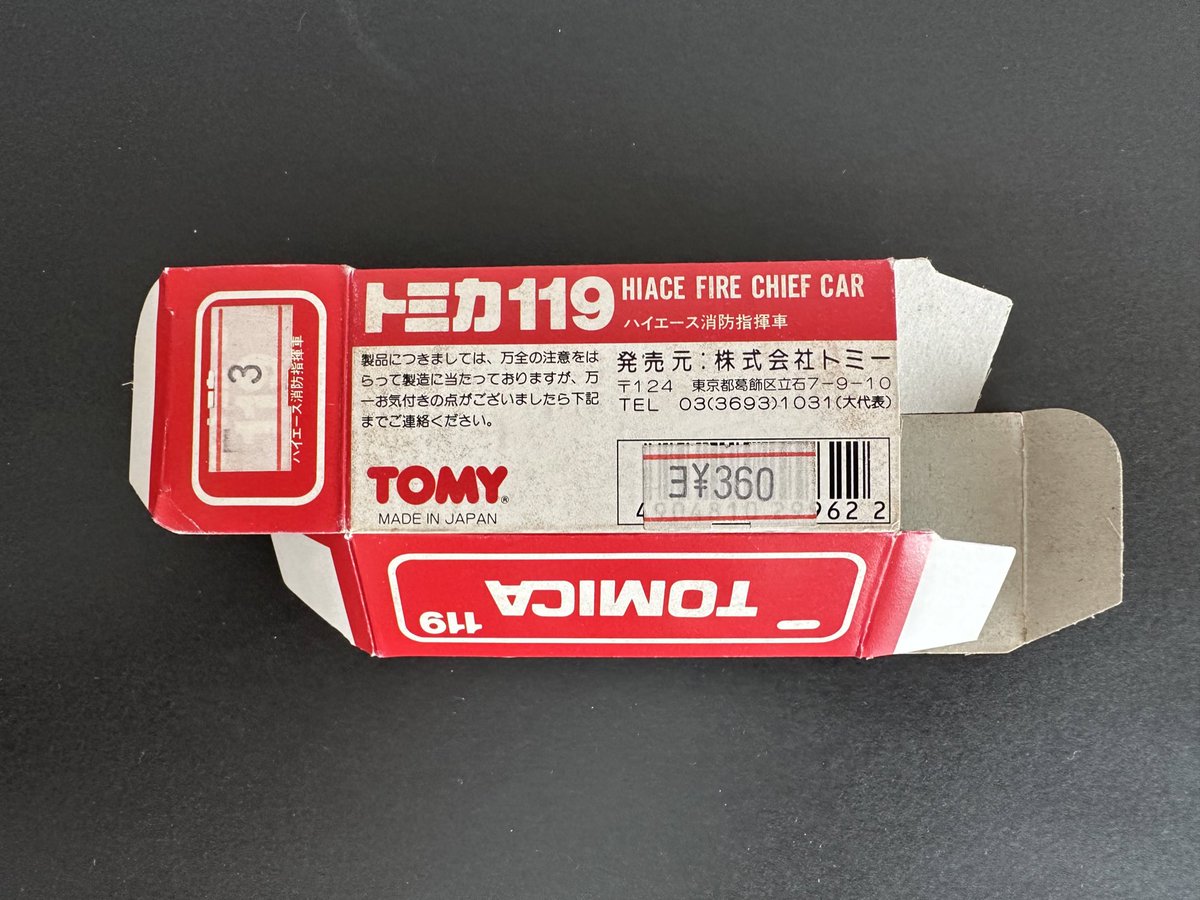 トミカ119
HIACE FIRE CHIEF CAR
ハイエース消防指揮車
製品につきましては、万全の注意をは
らって製造に当たっておりますが、万
一お気付きの点がございましたら下記
までご連絡ください。
発売元：株式会社トミー
〒124 東京都葛飾区立石7-9-10
TEL 03(3693)1031(大代表)
TOMY®
MADE IN JAPAN
ヨ¥360
962 2
3
ハイエース消防指揮車
TOMICA
119